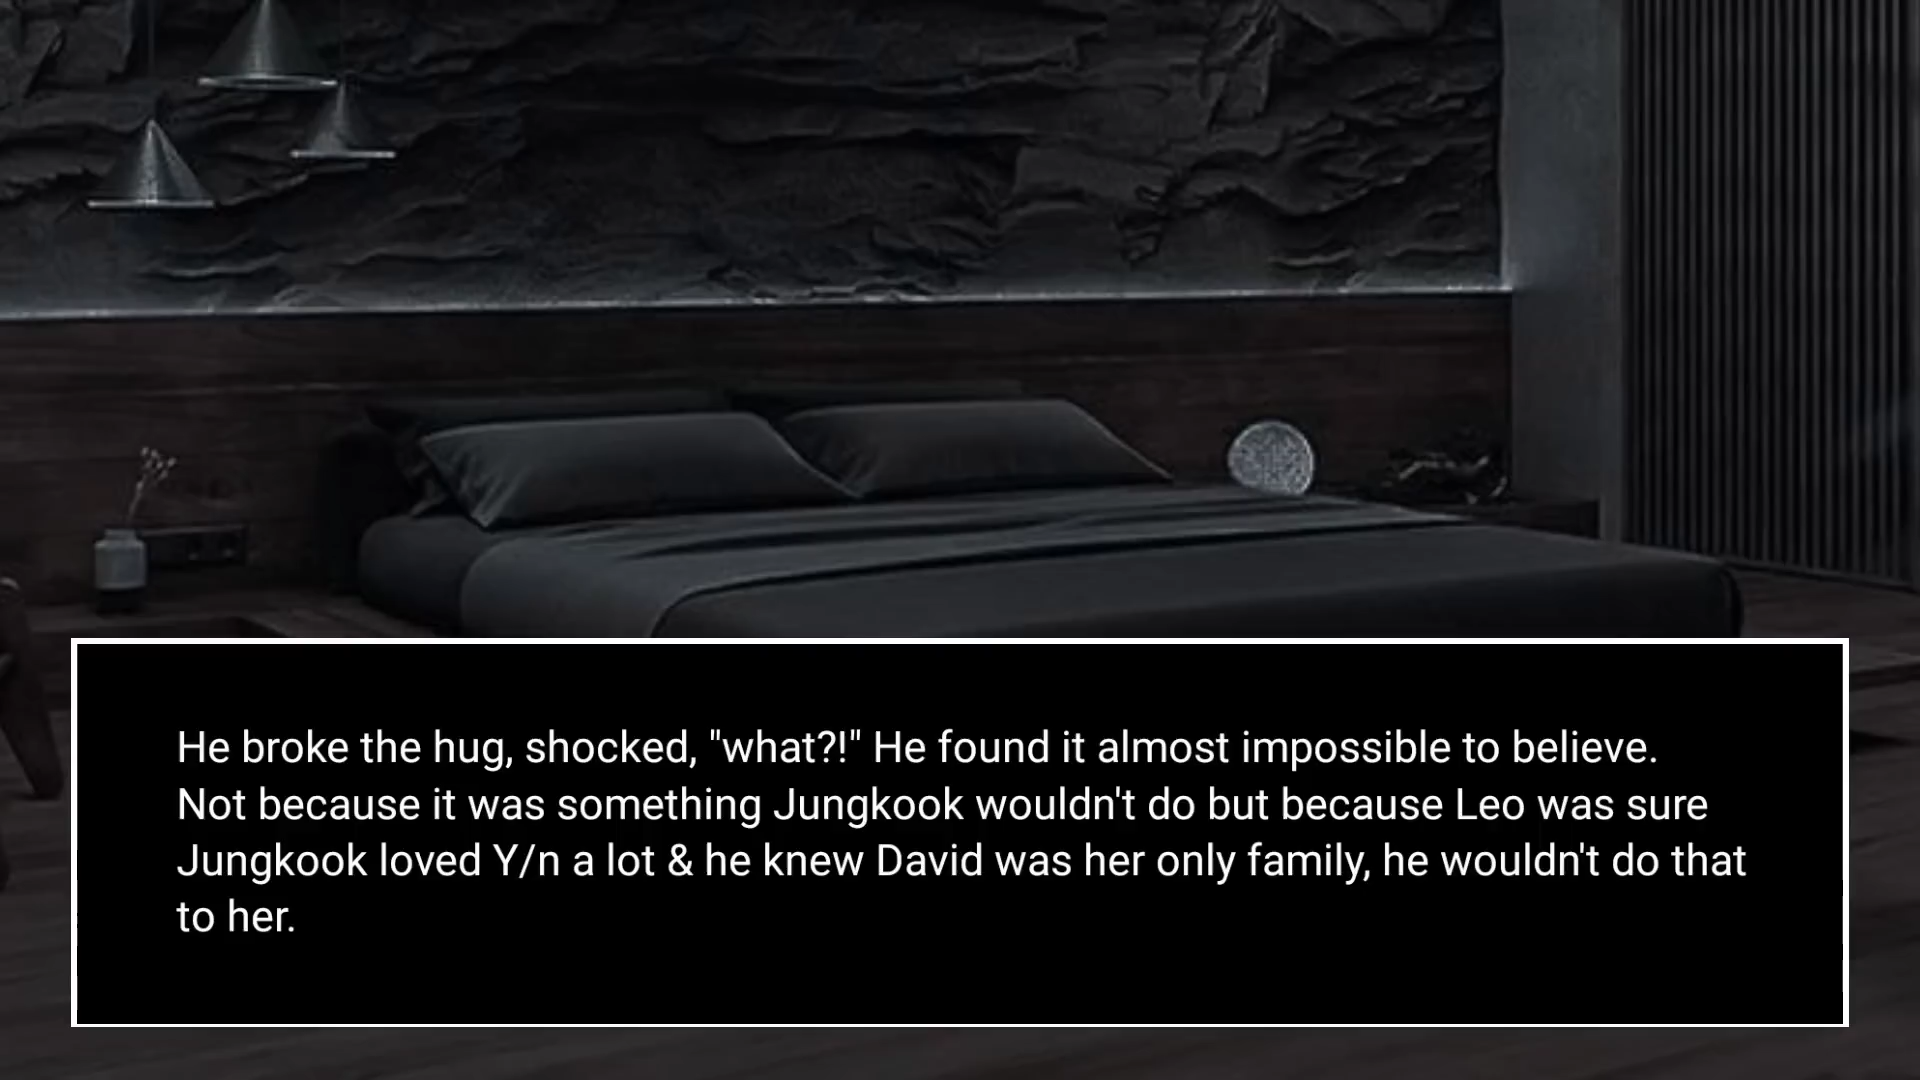 He broke the hug, shocked, "what?!" He found it almost impossible to believe.
Not because it was something Jungkook wouldn't do but because Leo was sure
Jungkook loved Y/n a lot & he knew David was her only family, he wouldn't do that
to her.